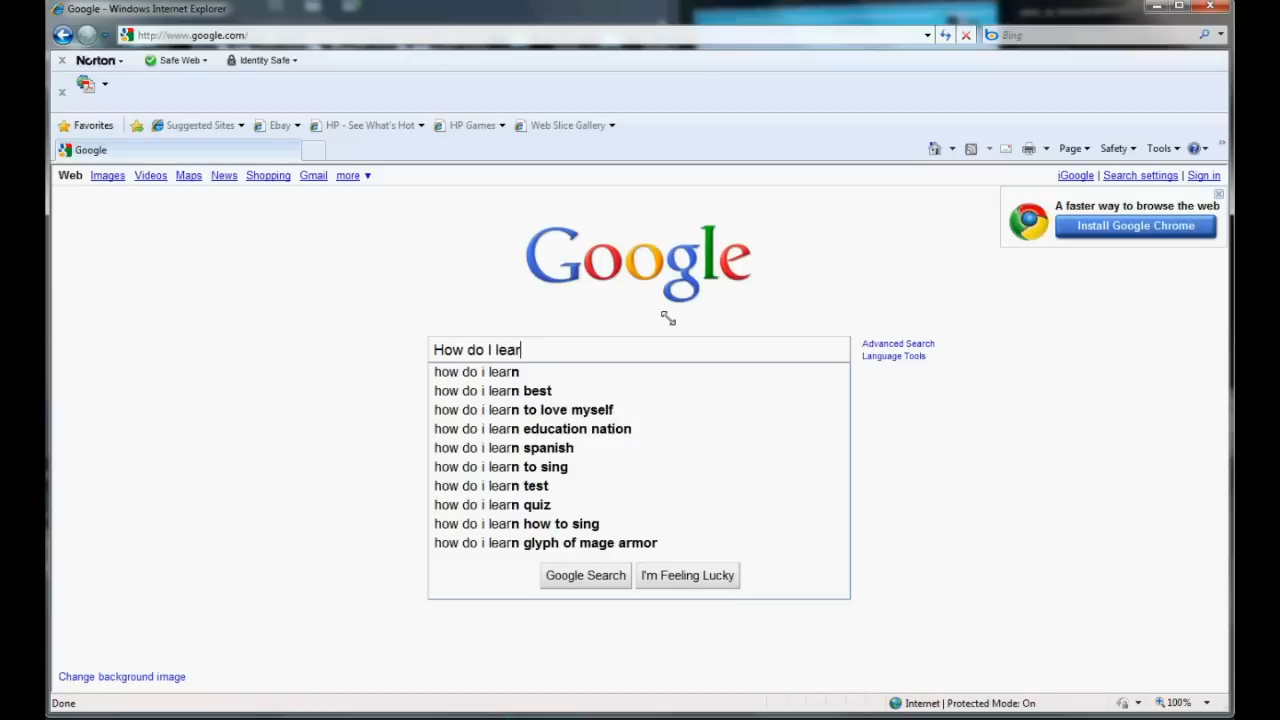 Google - Windows Internet Explorer
http://www.google.com/
Bing
x Norton Safe Web Identity Safe
x
Favorites Suggested Sites Ebay HP - See What's Hot HP Games Web Slice Gallery
Google Page Safety Tools
Web Images Videos Maps News Shopping Gmail more iGoogle | Search settings | Sign in
A faster way to browse the web
Install Google Chrome
Google
How do I lear
Advanced Search
Language Tools
how do i learn
how do i learn best
how do i learn to love myself
how do i learn education nation
how do i learn spanish
how do i learn to sing
how do i learn test
how do i learn quiz
how do i learn how to sing
how do i learn glyph of mage armor
Google Search I'm Feeling Lucky
Change background image
Done Internet | Protected Mode: On 100%